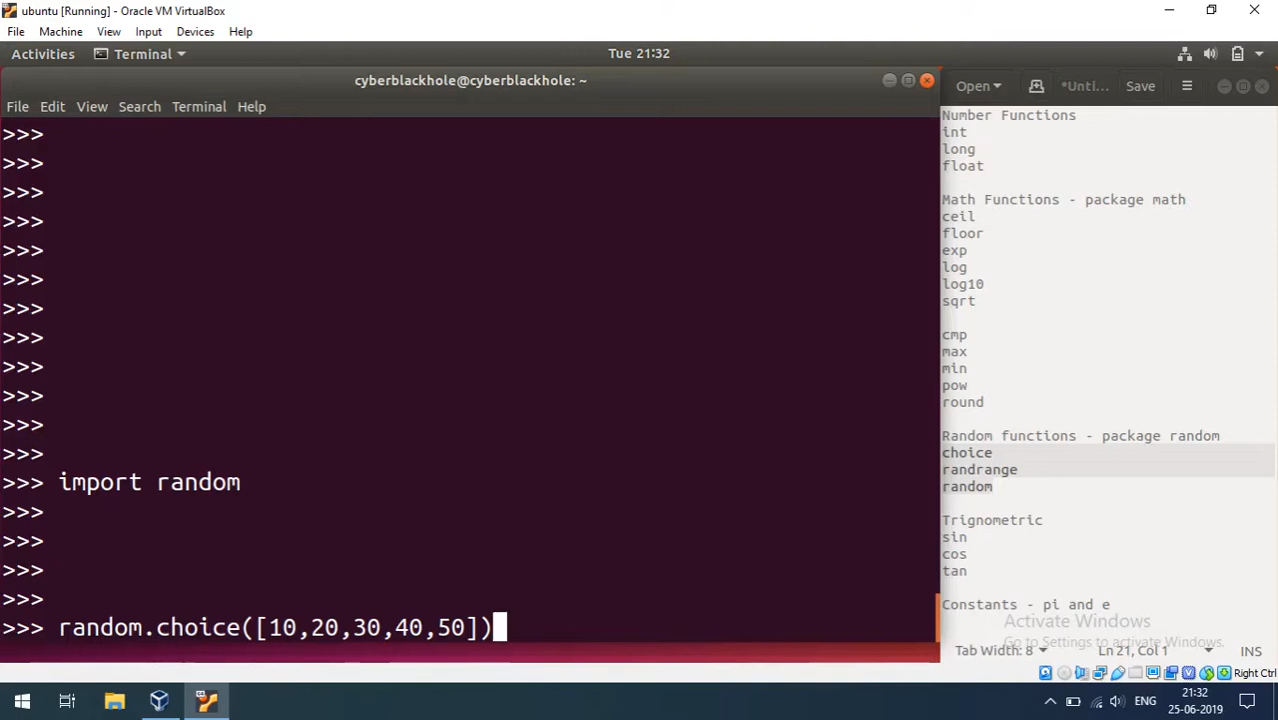 ubuntu [Running] - Oracle VM VirtualBox
File Machine View Input Devices Help
Activities Terminal Tue 21:32
cyberblackhole@cyberblackhole: ~
File Edit View Search Terminal Help
>>>
>>>
>>>
>>>
>>>
>>>
>>>
>>>
>>>
>>>
>>>
>>>
>>> import random
>>>
>>>
>>>
>>>
>>> random.choice([10,20,30,40,50])
Open *Unti... Save
Number Functions
int
long
float
Math Functions - package math
ceil
floor
exp
log
log10
sqrt
cmp
max
min
pow
round
Random functions - package random
choice
randrange
random
Trignometric
sin
cos
tan
Constants - pi and e
Activate Windows
Go to Settings to activate Windows.
Tab Width: 8 Ln 21, Col 1 INS
Right Ctrl
ENG
21:32
25-06-2019